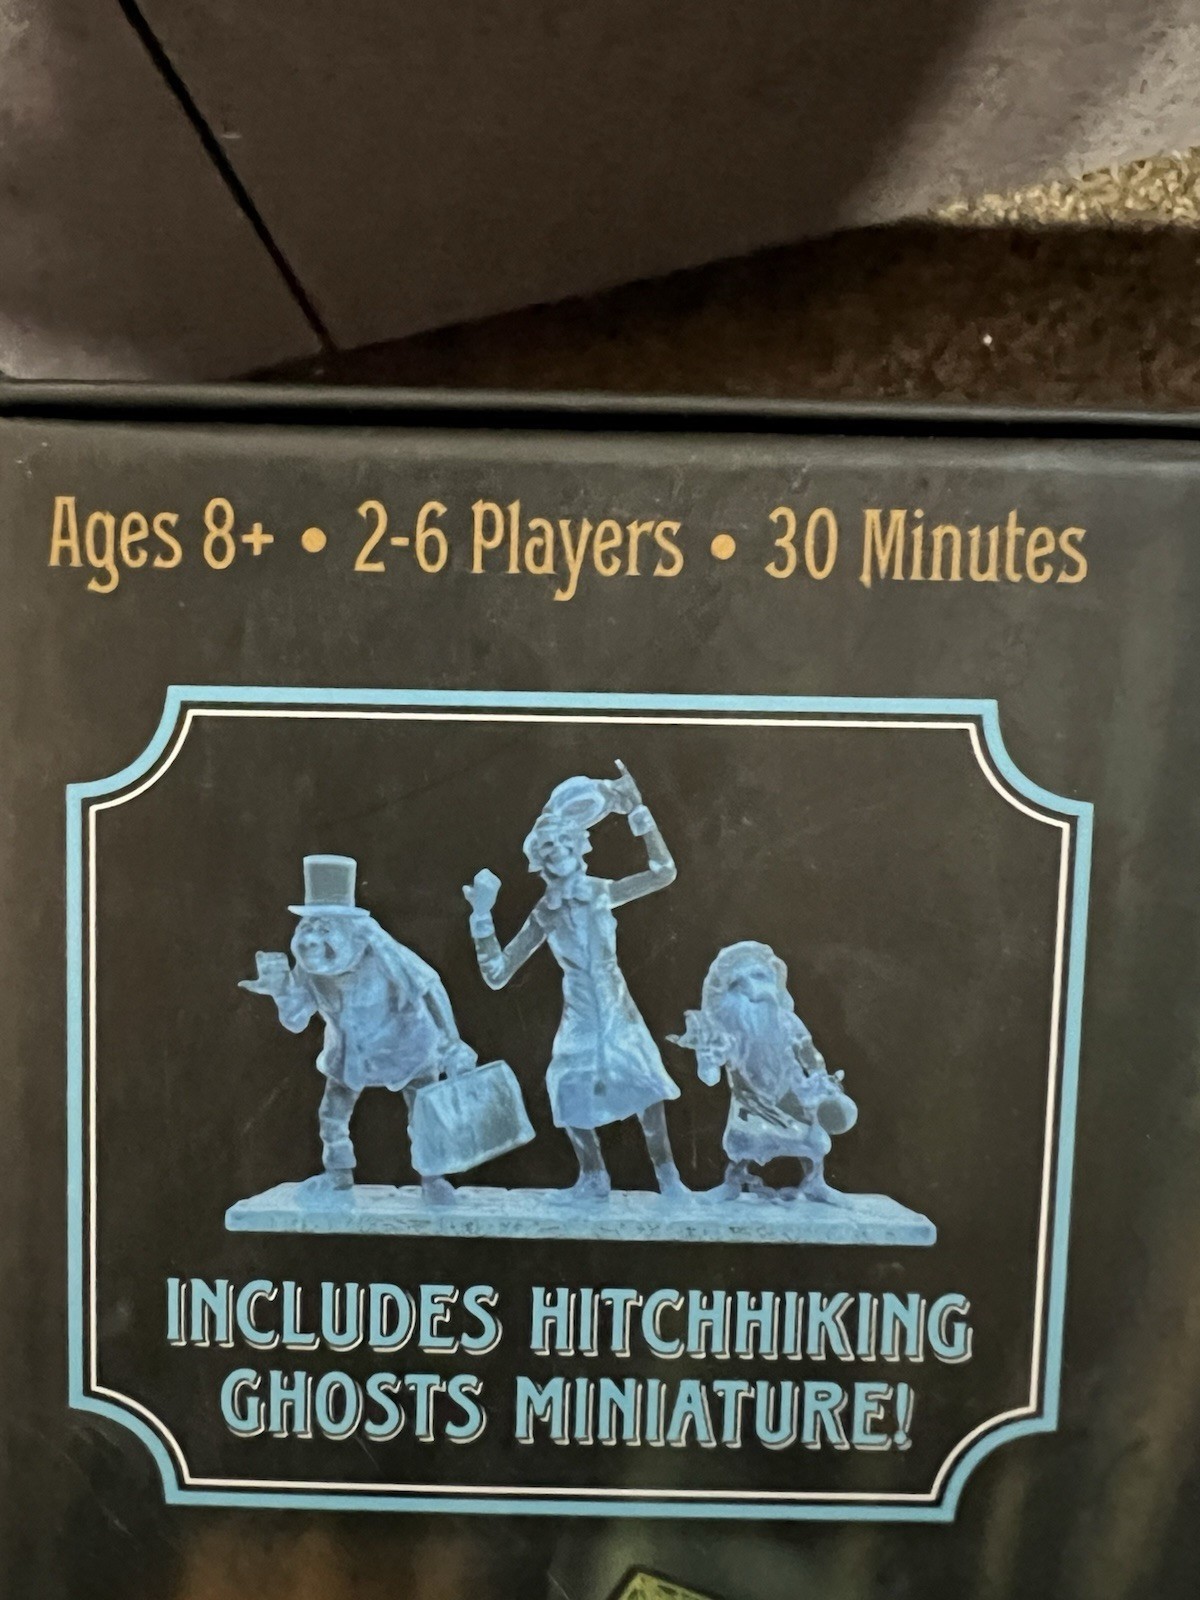 Ages 8+ • 2-6 Players • 30 Minutes
INCLUDES HITCHHIKING
GHOSTS MINIATURE!